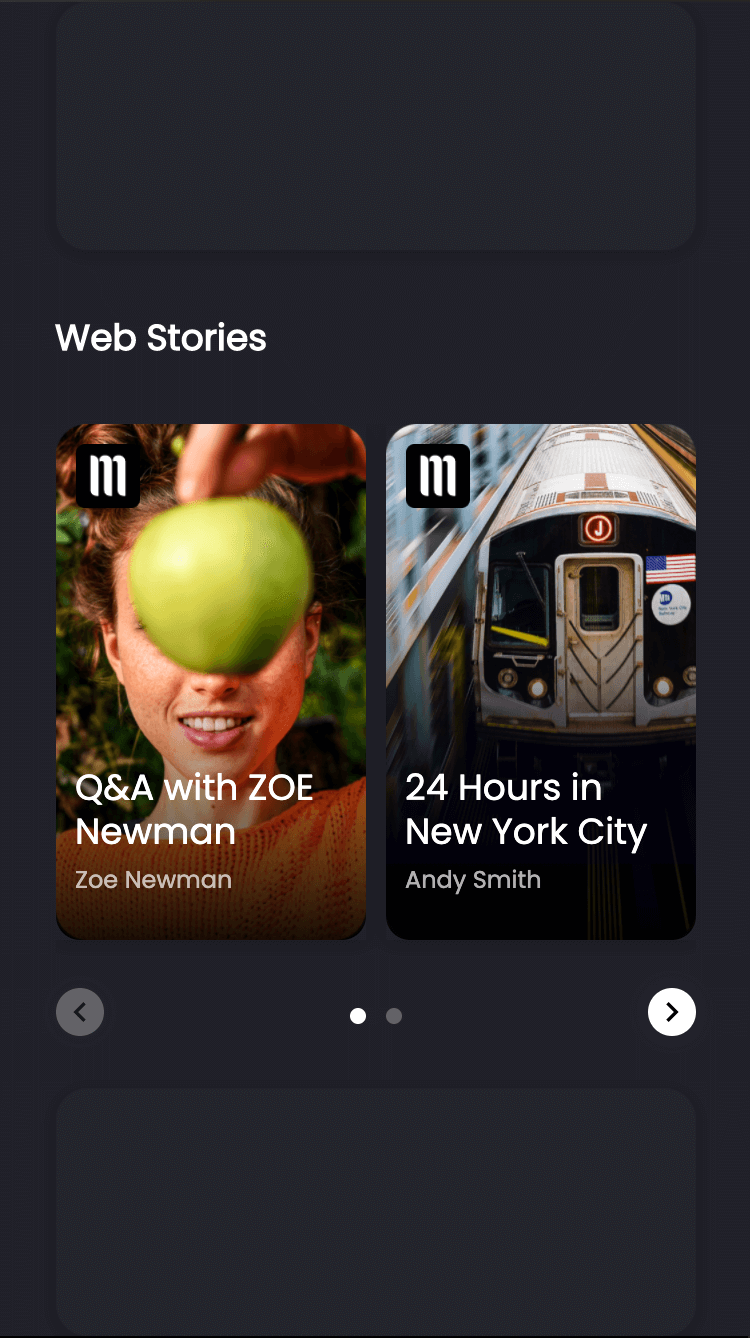 Web Stories
m
m
J
Q&A with ZOE
Newman
Zoe Newman
24 Hours in
New York City
Andy Smith